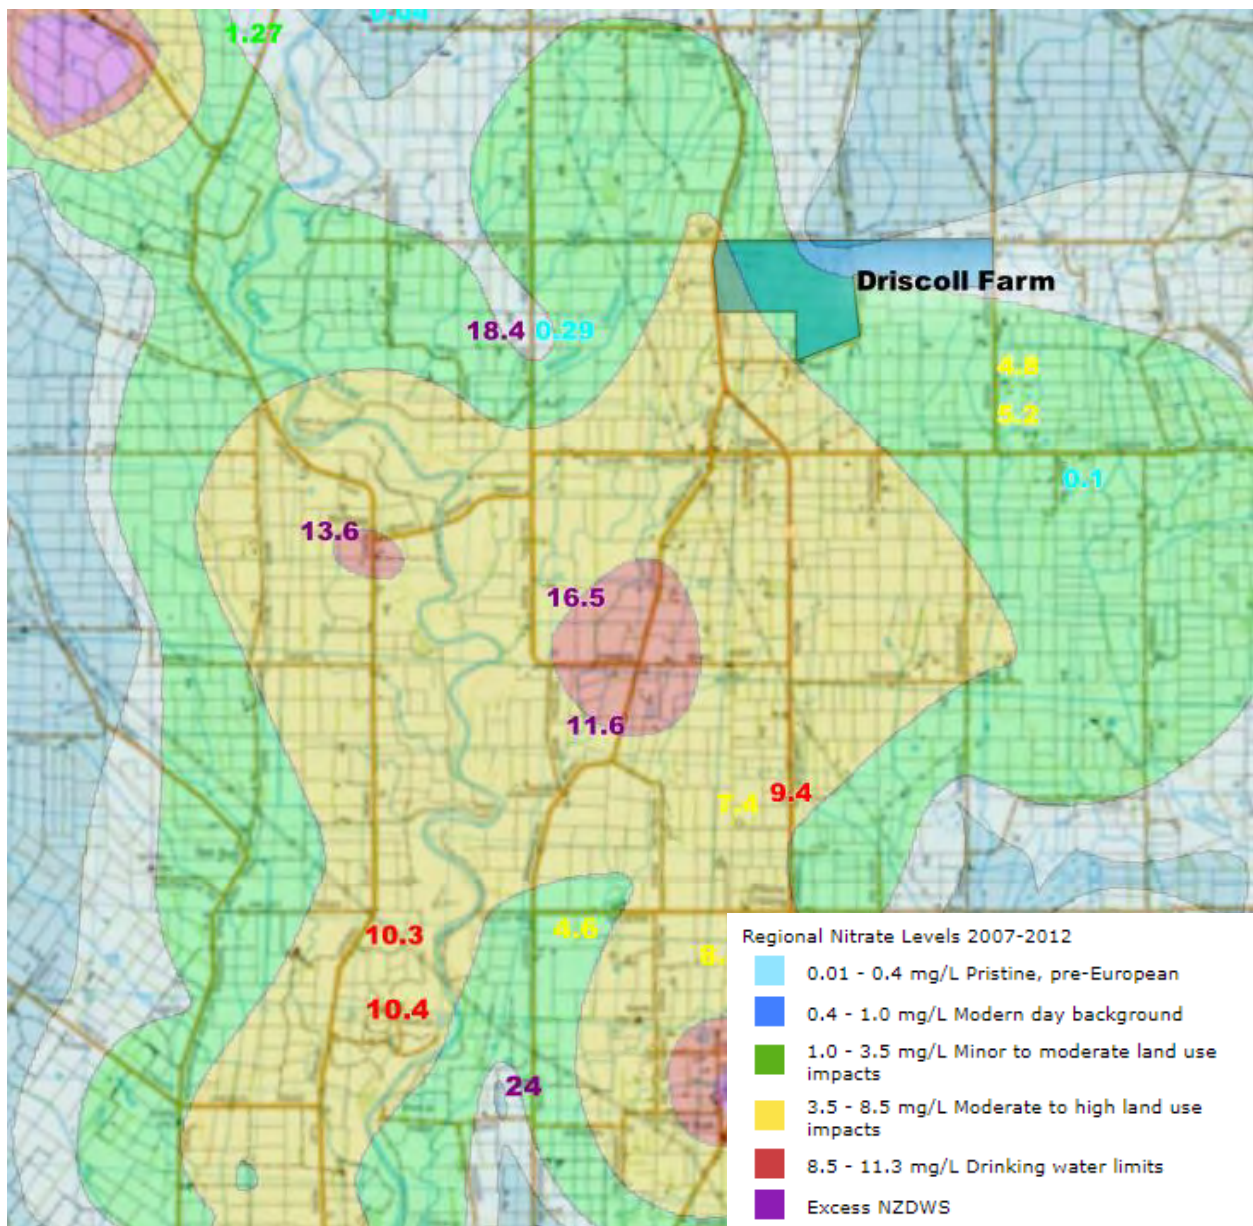 0.04
1.27
Driscoll Farm
18.4 0.29
4.8
5.2
0.1
13.6
16.5
11.6
7.4 9.4
10.3
4.6
8.
10.4
24
Regional Nitrate Levels 2007-2012
0.01 - 0.4 mg/L Pristine, pre-European
0.4 - 1.0 mg/L Modern day background
1.0 - 3.5 mg/L Minor to moderate land use
impacts
3.5 - 8.5 mg/L Moderate to high land use
impacts
8.5 - 11.3 mg/L Drinking water limits
Excess NZDWS